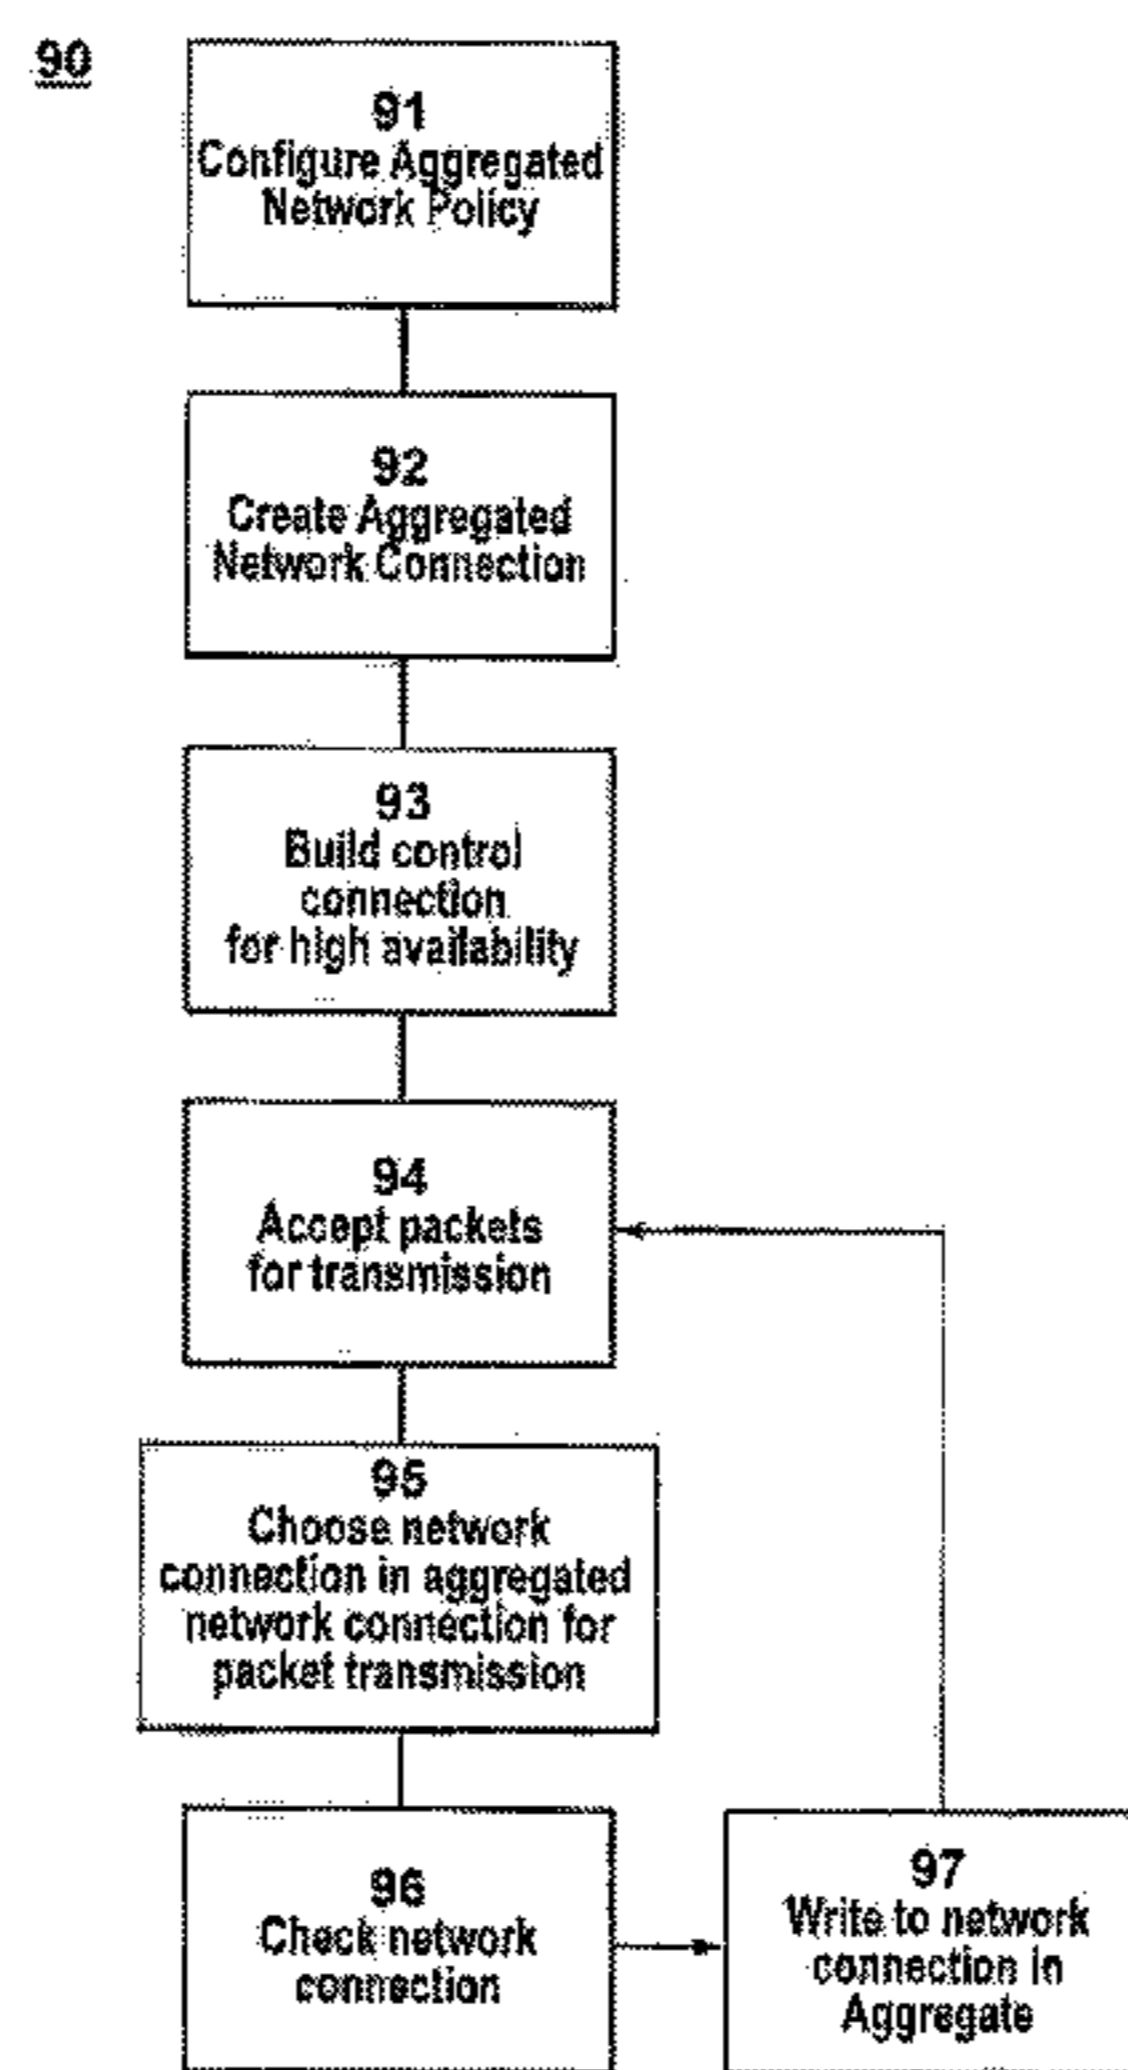 90
91
Configure Aggregated
Network Policy
92
Create Aggregated
Network Connection
93
Build control
connection
for high availability
94
Accept packets
for transmission
95
Choose network
connection in aggregated
network connection for
packet transmission
96
Check network
connection
97
Write to network
connection in
Aggregate